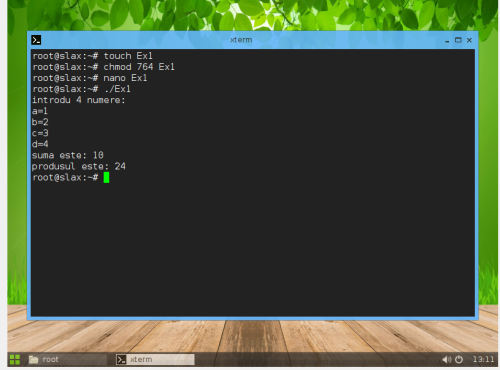 xterm
root@slax:~# touch Ex1
root@slax:~# chmod 764 Ex1
root@slax:~# nano Ex1
root@slax:~# ./Ex1
introdu 4 numere:
a=1
b=2
c=3
d=4
suma este: 10
produsul este: 24
root@slax:~#
root
xterm
13:11